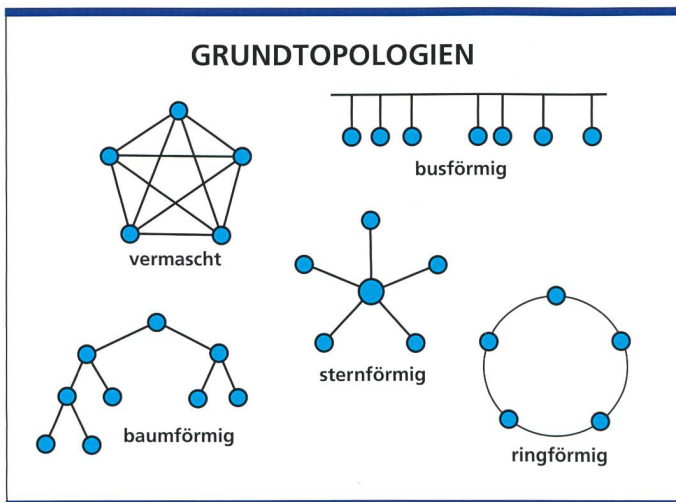 GRUNDTOPOLOGIEN
busförmig
vermascht
sternförmig
baumförmig
ringförmig